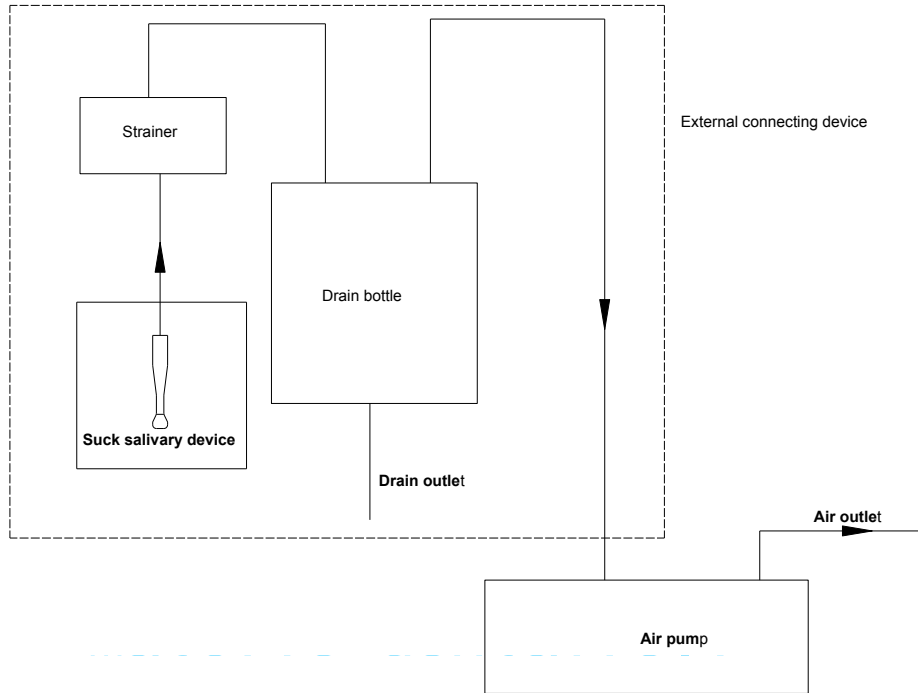 Strainer
External connecting device
Drain bottle
Suck salivary device
Drain outlet
Air outlet
Air pump